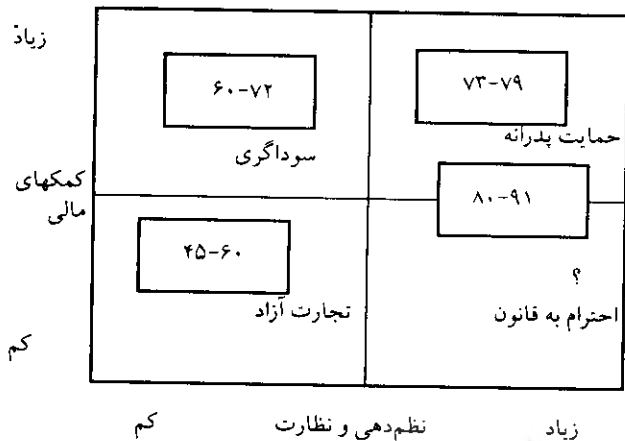 زیاد
۷۳-۷۹
۶۰-۷۲
حمایت پدرانه
سوداگری
کمکهای
مالی
۸۰-۹۱
۴۵-۶۰
؟
احترام به قانون
تجارت آزاد
کم
زیاد نظم‌دهی و نظارت کم